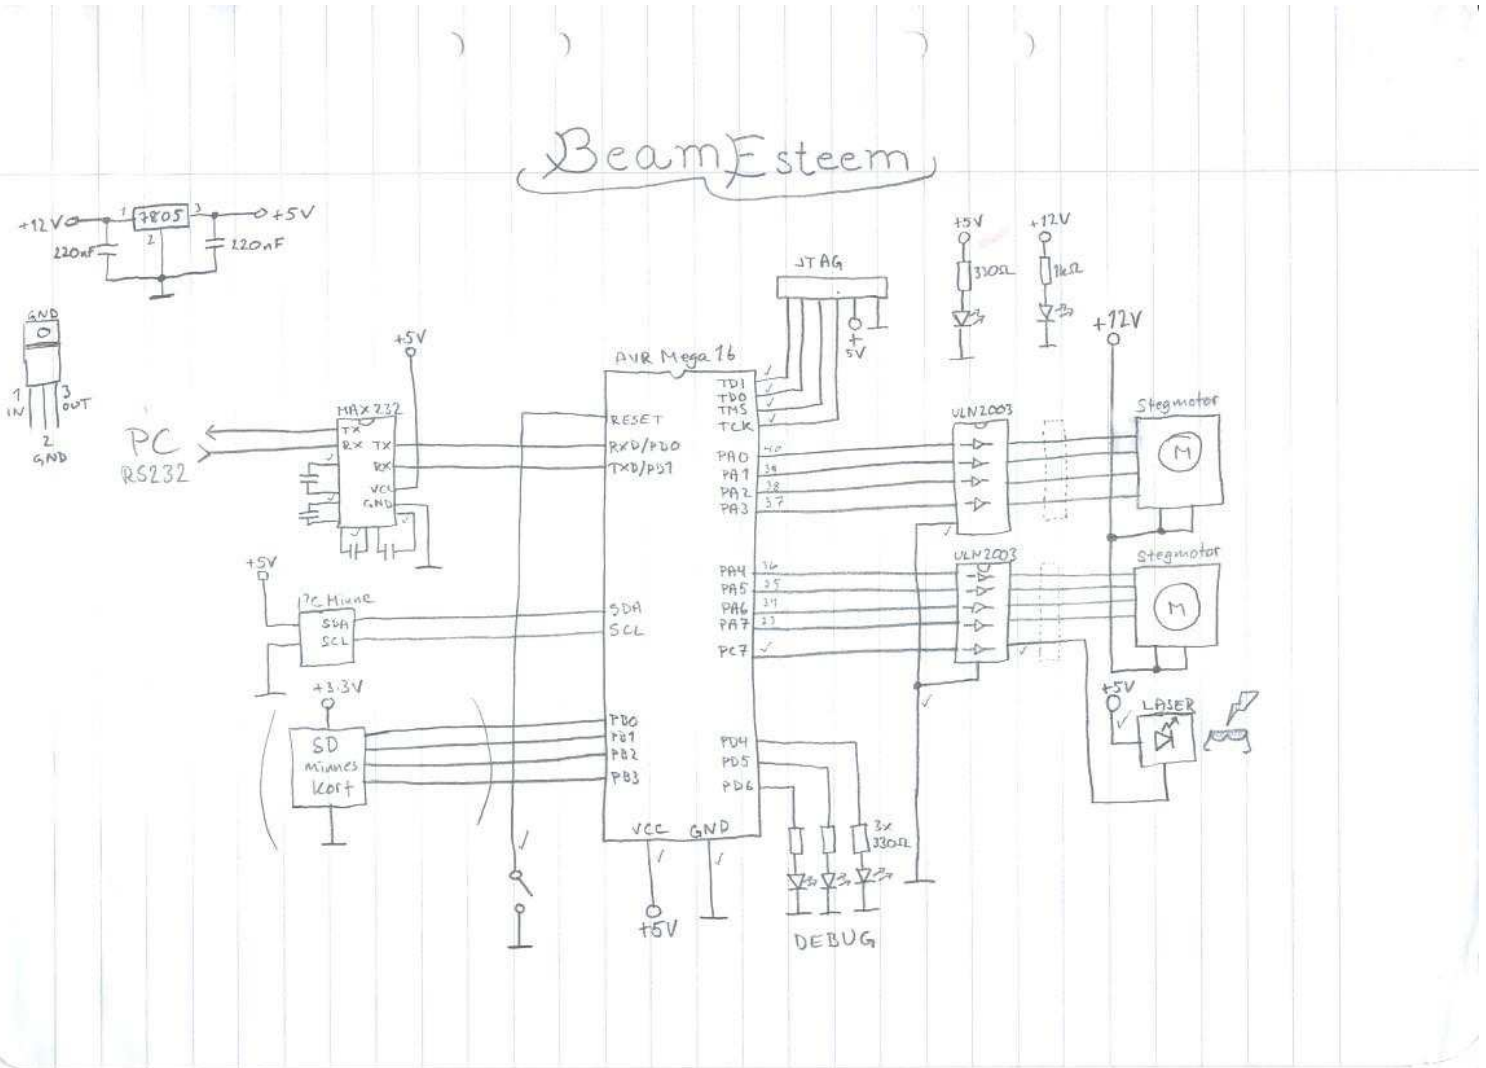 BeamEsteem
+12V
1
7805
3
+5V
220nF
2
220nF
GND
1
IN
3
OUT
2
GND
JTAG
+
5V
+5V
330Ω
+12V
1kΩ
+12V
+5V
AVR Mega 16
TDI
TDO
TMS
TCK
RESET
RXD/PD0
TXD/PD1
PA0 40
PA1 39
PA2 38
PA3 37
PA4 36
PA5 35
PA6 34
PA7 33
PC7
SDA
SCL
PB0
PB1
PB2
PB3
PD4
PD5
PD6
VCC GND
+5V
MAX232
TX
RX TX
RX
VCC
GND
PC
RS232
+5V
I²C Minne
SDA
SCL
+3.3V
SD
minnes
kort
ULN2003
Stegmotor
M
ULN2003
Stegmotor
M
+5V
LASER
3x
330Ω
DEBUG